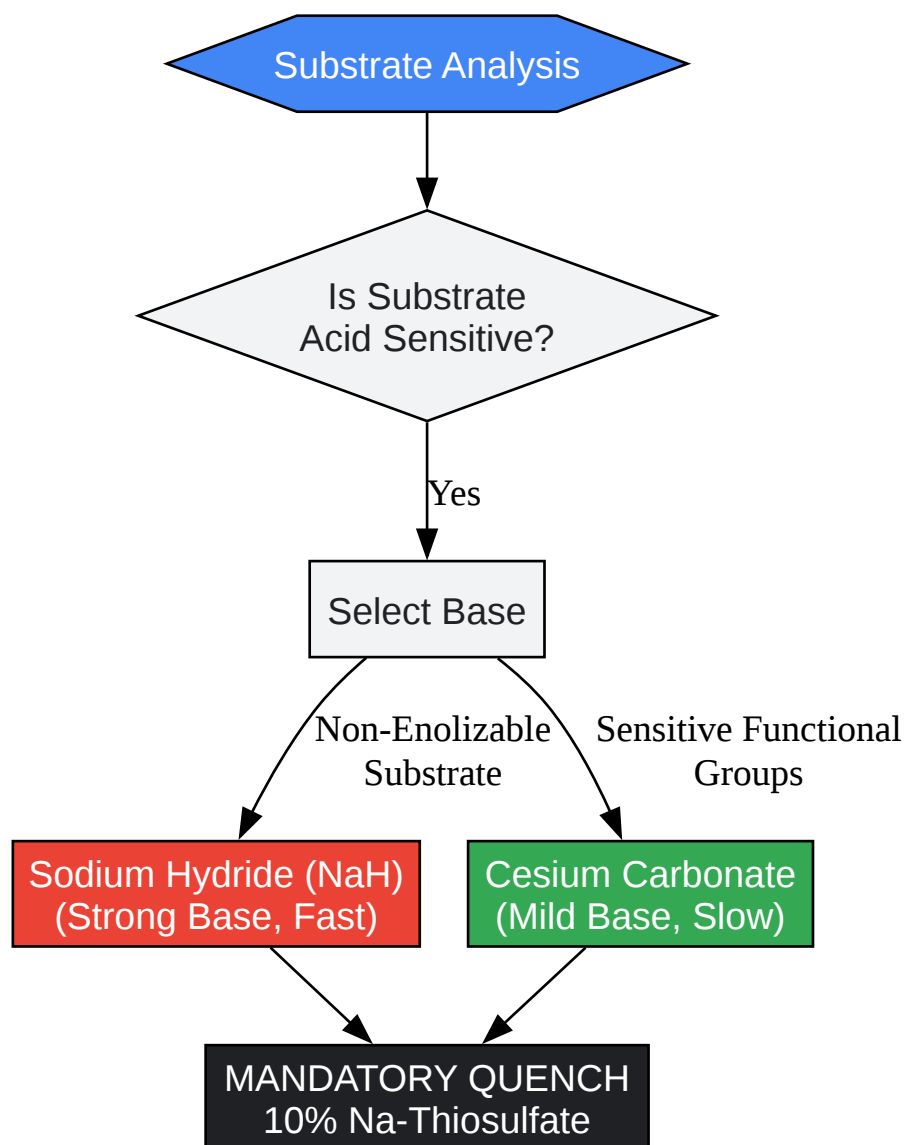 Substrate Analysis
Is Substrate
Acid Sensitive?
Yes
Select Base
Non-Enolizable
Substrate
Sensitive Functional
Groups
Sodium Hydride (NaH)
(Strong Base, Fast)
Cesium Carbonate
(Mild Base, Slow)
MANDATORY QUENCH
10% Na-Thiosulfate